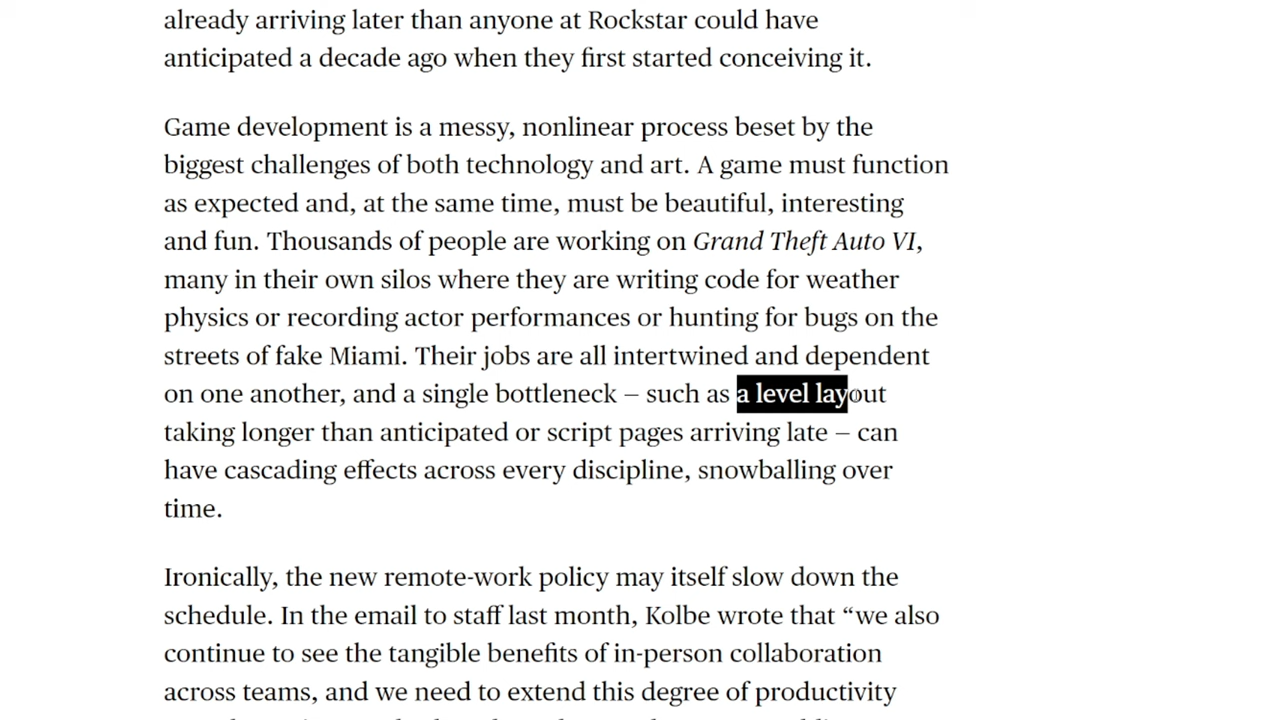 already arriving later than anyone at Rockstar could have
anticipated a decade ago when they first started conceiving it.
Game development is a messy, nonlinear process beset by the
biggest challenges of both technology and art. A game must function
as expected and, at the same time, must be beautiful, interesting
and fun. Thousands of people are working on Grand Theft Auto VI,
many in their own silos where they are writing code for weather
physics or recording actor performances or hunting for bugs on the
streets of fake Miami. Their jobs are all intertwined and dependent
on one another, and a single bottleneck – such as a level layout
taking longer than anticipated or script pages arriving late – can
have cascading effects across every discipline, snowballing over
time.
Ironically, the new remote-work policy may itself slow down the
schedule. In the email to staff last month, Kolbe wrote that “we also
continue to see the tangible benefits of in-person collaboration
across teams, and we need to extend this degree of productivity